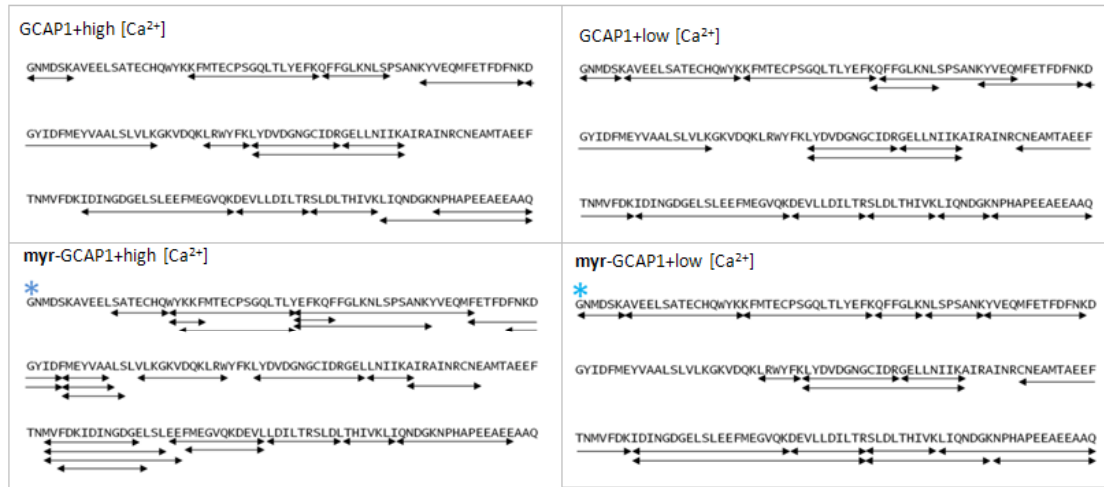 GCAP1+high [Ca²⁺]
GNMDSKAVEELSATECHQWYKKFMTECPSGQLTLYEFKQFFGLKNLSPSANKYVEQMFETFDFNKD
GYIDFMEYVAALSLVLKGKVDQKLRWYFKLYDVDGNGCIDRGELLNIIKAIRAINRCNEAMTAEEF
TNMVFDKIDINGDGELSLEEFMEGVQKDEVLLDILTRSLDLTHIVKLIQNDGKNPHAPEEAEEAAQ
GCAP1+low [Ca²⁺]
GNMDSKAVEELSATECHQWYKKFMTECPSGQLTLYEFKQFFGLKNLSPSANKYVEQMFETFDFNKD
GYIDFMEYVAALSLVLKGKVDQKLRWYFKLYDVDGNGCIDRGELLNIIKAIRAINRCNEAMTAEEF
TNMVFDKIDINGDGELSLEEFMEGVQKDEVLLDILTRSLDLTHIVKLIQNDGKNPHAPEEAEEAAQ
myr-GCAP1+high [Ca²⁺]
*
GNMDSKAVEELSATECHQWYKKFMTECPSGQLTLYEFKQFFGLKNLSPSANKYVEQMFETFDFNKD
GYIDFMEYVAALSLVLKGKVDQKLRWYFKLYDVDGNGCIDRGELLNIIKAIRAINRCNEAMTAEEF
TNMVFDKIDINGDGELSLEEFMEGVQKDEVLLDILTRSLDLTHIVKLIQNDGKNPHAPEEAEEAAQ
myr-GCAP1+low [Ca²⁺]
*
GNMDSKAVEELSATECHQWYKKFMTECPSGQLTLYEFKQFFGLKNLSPSANKYVEQMFETFDFNKD
GYIDFMEYVAALSLVLKGKVDQKLRWYFKLYDVDGNGCIDRGELLNIIKAIRAINRCNEAMTAEEF
TNMVFDKIDINGDGELSLEEFMEGVQKDEVLLDILTRSLDLTHIVKLIQNDGKNPHAPEEAEEAAQ